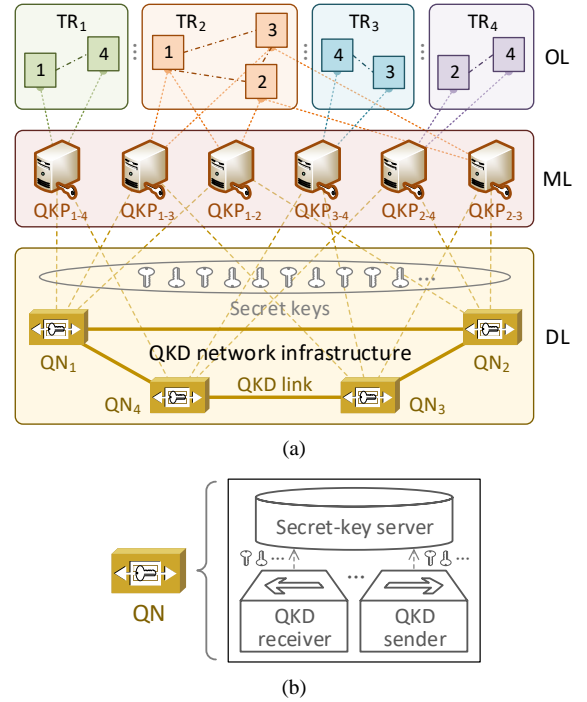 TR1 TR2 TR3 TR4
OL
1 4 1 3 2 4 3 2 4
QKP1-4 QKP1-3 QKP1-2 QKP3-4 QKP2-4 QKP2-3
ML
Secret keys
QKD network infrastructure
DL
QN1 QN2
QKD link
QN4 QN3
(a)
Secret-key server
... ...
...
QN
QKD receiver
QKD sender
(b)